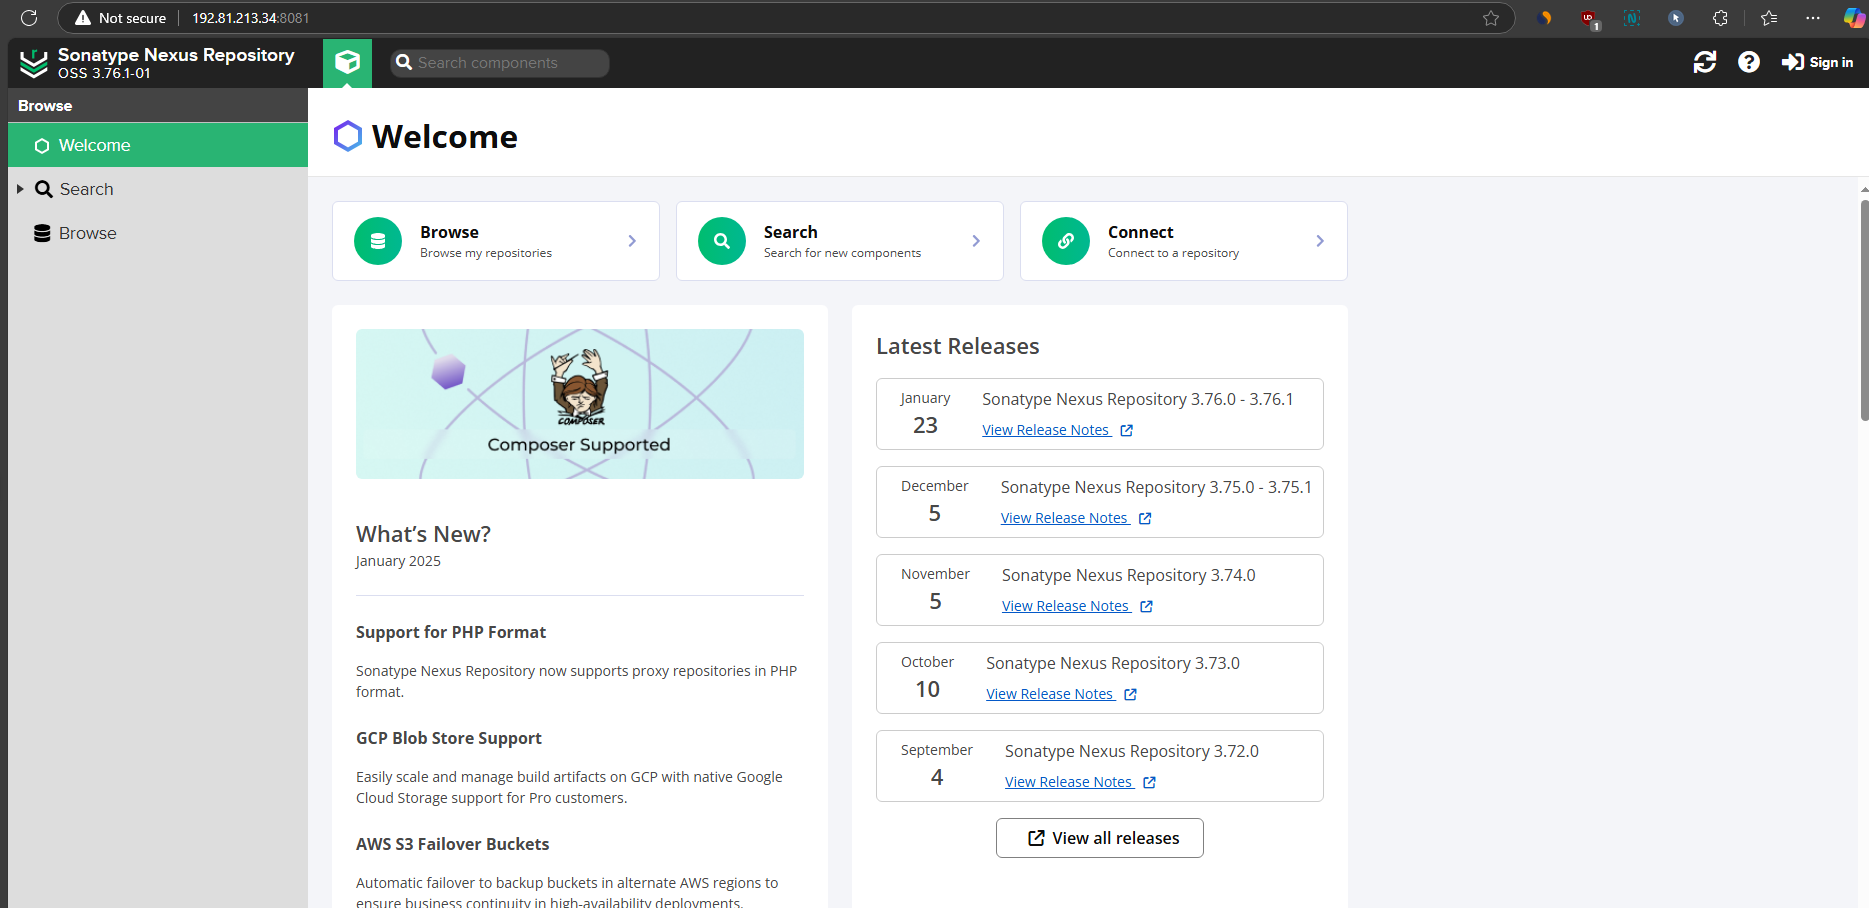 Not secure
192.81.213.34:8081
1
Sonatype Nexus Repository
OSS 3.76.1-01
Search components
Sign in
Browse
Welcome
Search
Browse
Welcome
Browse
Browse my repositories
Search
Search for new components
Connect
Connect to a repository
COMPOSER
Composer Supported
What's New?
January 2025
Support for PHP Format
Sonatype Nexus Repository now supports proxy repositories in PHP
format.
GCP Blob Store Support
Easily scale and manage build artifacts on GCP with native Google
Cloud Storage support for Pro customers.
AWS S3 Failover Buckets
Automatic failover to backup buckets in alternate AWS regions to
ensure business continuity in high-availability deployments.
Latest Releases
January
23
Sonatype Nexus Repository 3.76.0 - 3.76.1
View Release Notes
December
5
Sonatype Nexus Repository 3.75.0 - 3.75.1
View Release Notes
November
5
Sonatype Nexus Repository 3.74.0
View Release Notes
October
10
Sonatype Nexus Repository 3.73.0
View Release Notes
September
4
Sonatype Nexus Repository 3.72.0
View Release Notes
View all releases